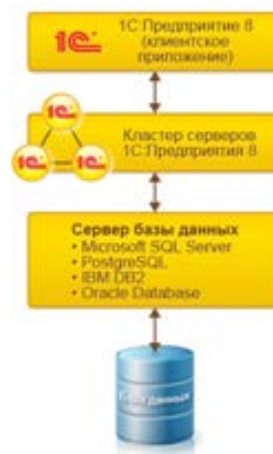 1С
1С:Предприятие 8
(клиентское
приложение)
1С
1С
1С
Кластер серверов
1С:Предприятия 8
Сервер базы данных
• Microsoft SQL Server
• PostgreSQL
• IBM DB2
• Oracle Database
данных